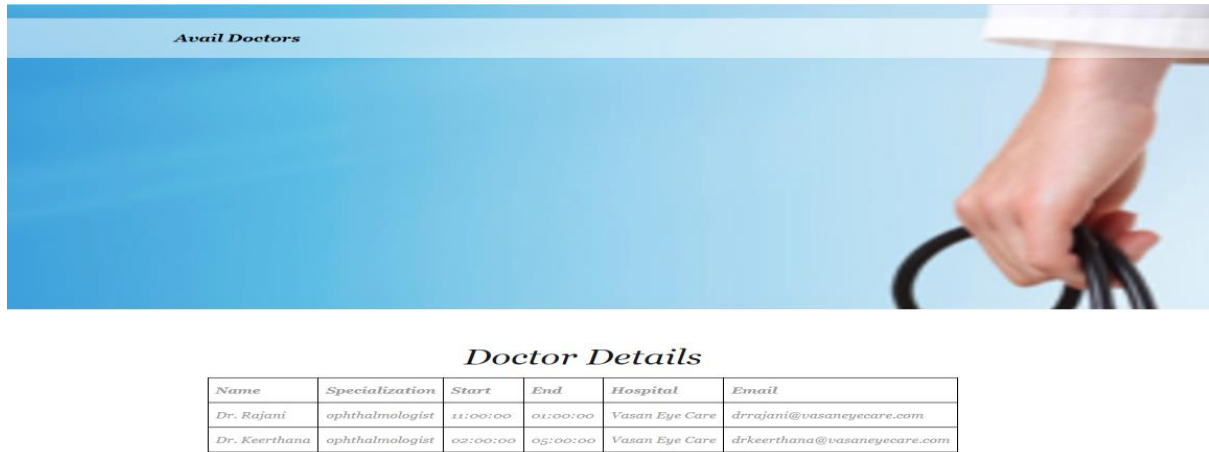 Avail Doctors
Doctor Details
Name Specialization Start End Hospital Email
Dr. Rajani ophthalmologist 11:00:00 01:00:00 Vasan Eye Care drrajani@vasaneyecare.com
Dr. Keerthana ophthalmologist 02:00:00 05:00:00 Vasan Eye Care drkeerthana@vasaneyecare.com